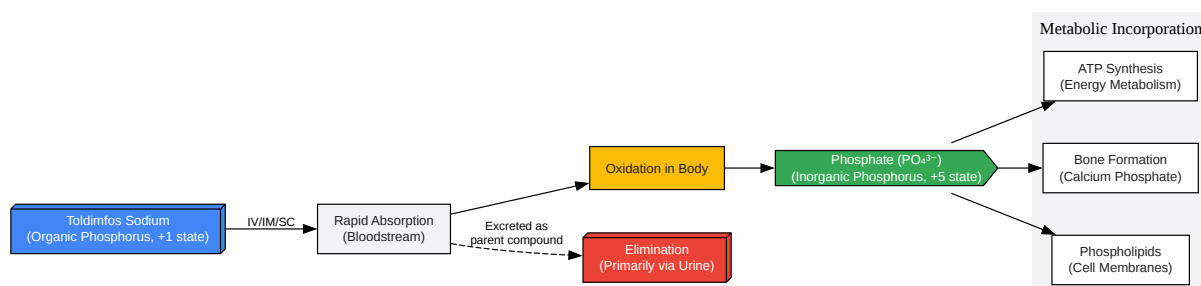 Metabolic Incorporation
ATP Synthesis
(Energy Metabolism)
Oxidation in Body
Phosphate (PO₄³⁻)
(Inorganic Phosphorus, +5 state)
Bone Formation
(Calcium Phosphate)
Toldimfos Sodium
(Organic Phosphorus, +1 state)
IV/IM/SC
Rapid Absorption
(Bloodstream)
Excreted as
parent compound
Elimination
(Primarily via Urine)
Phospholipids
(Cell Membranes)